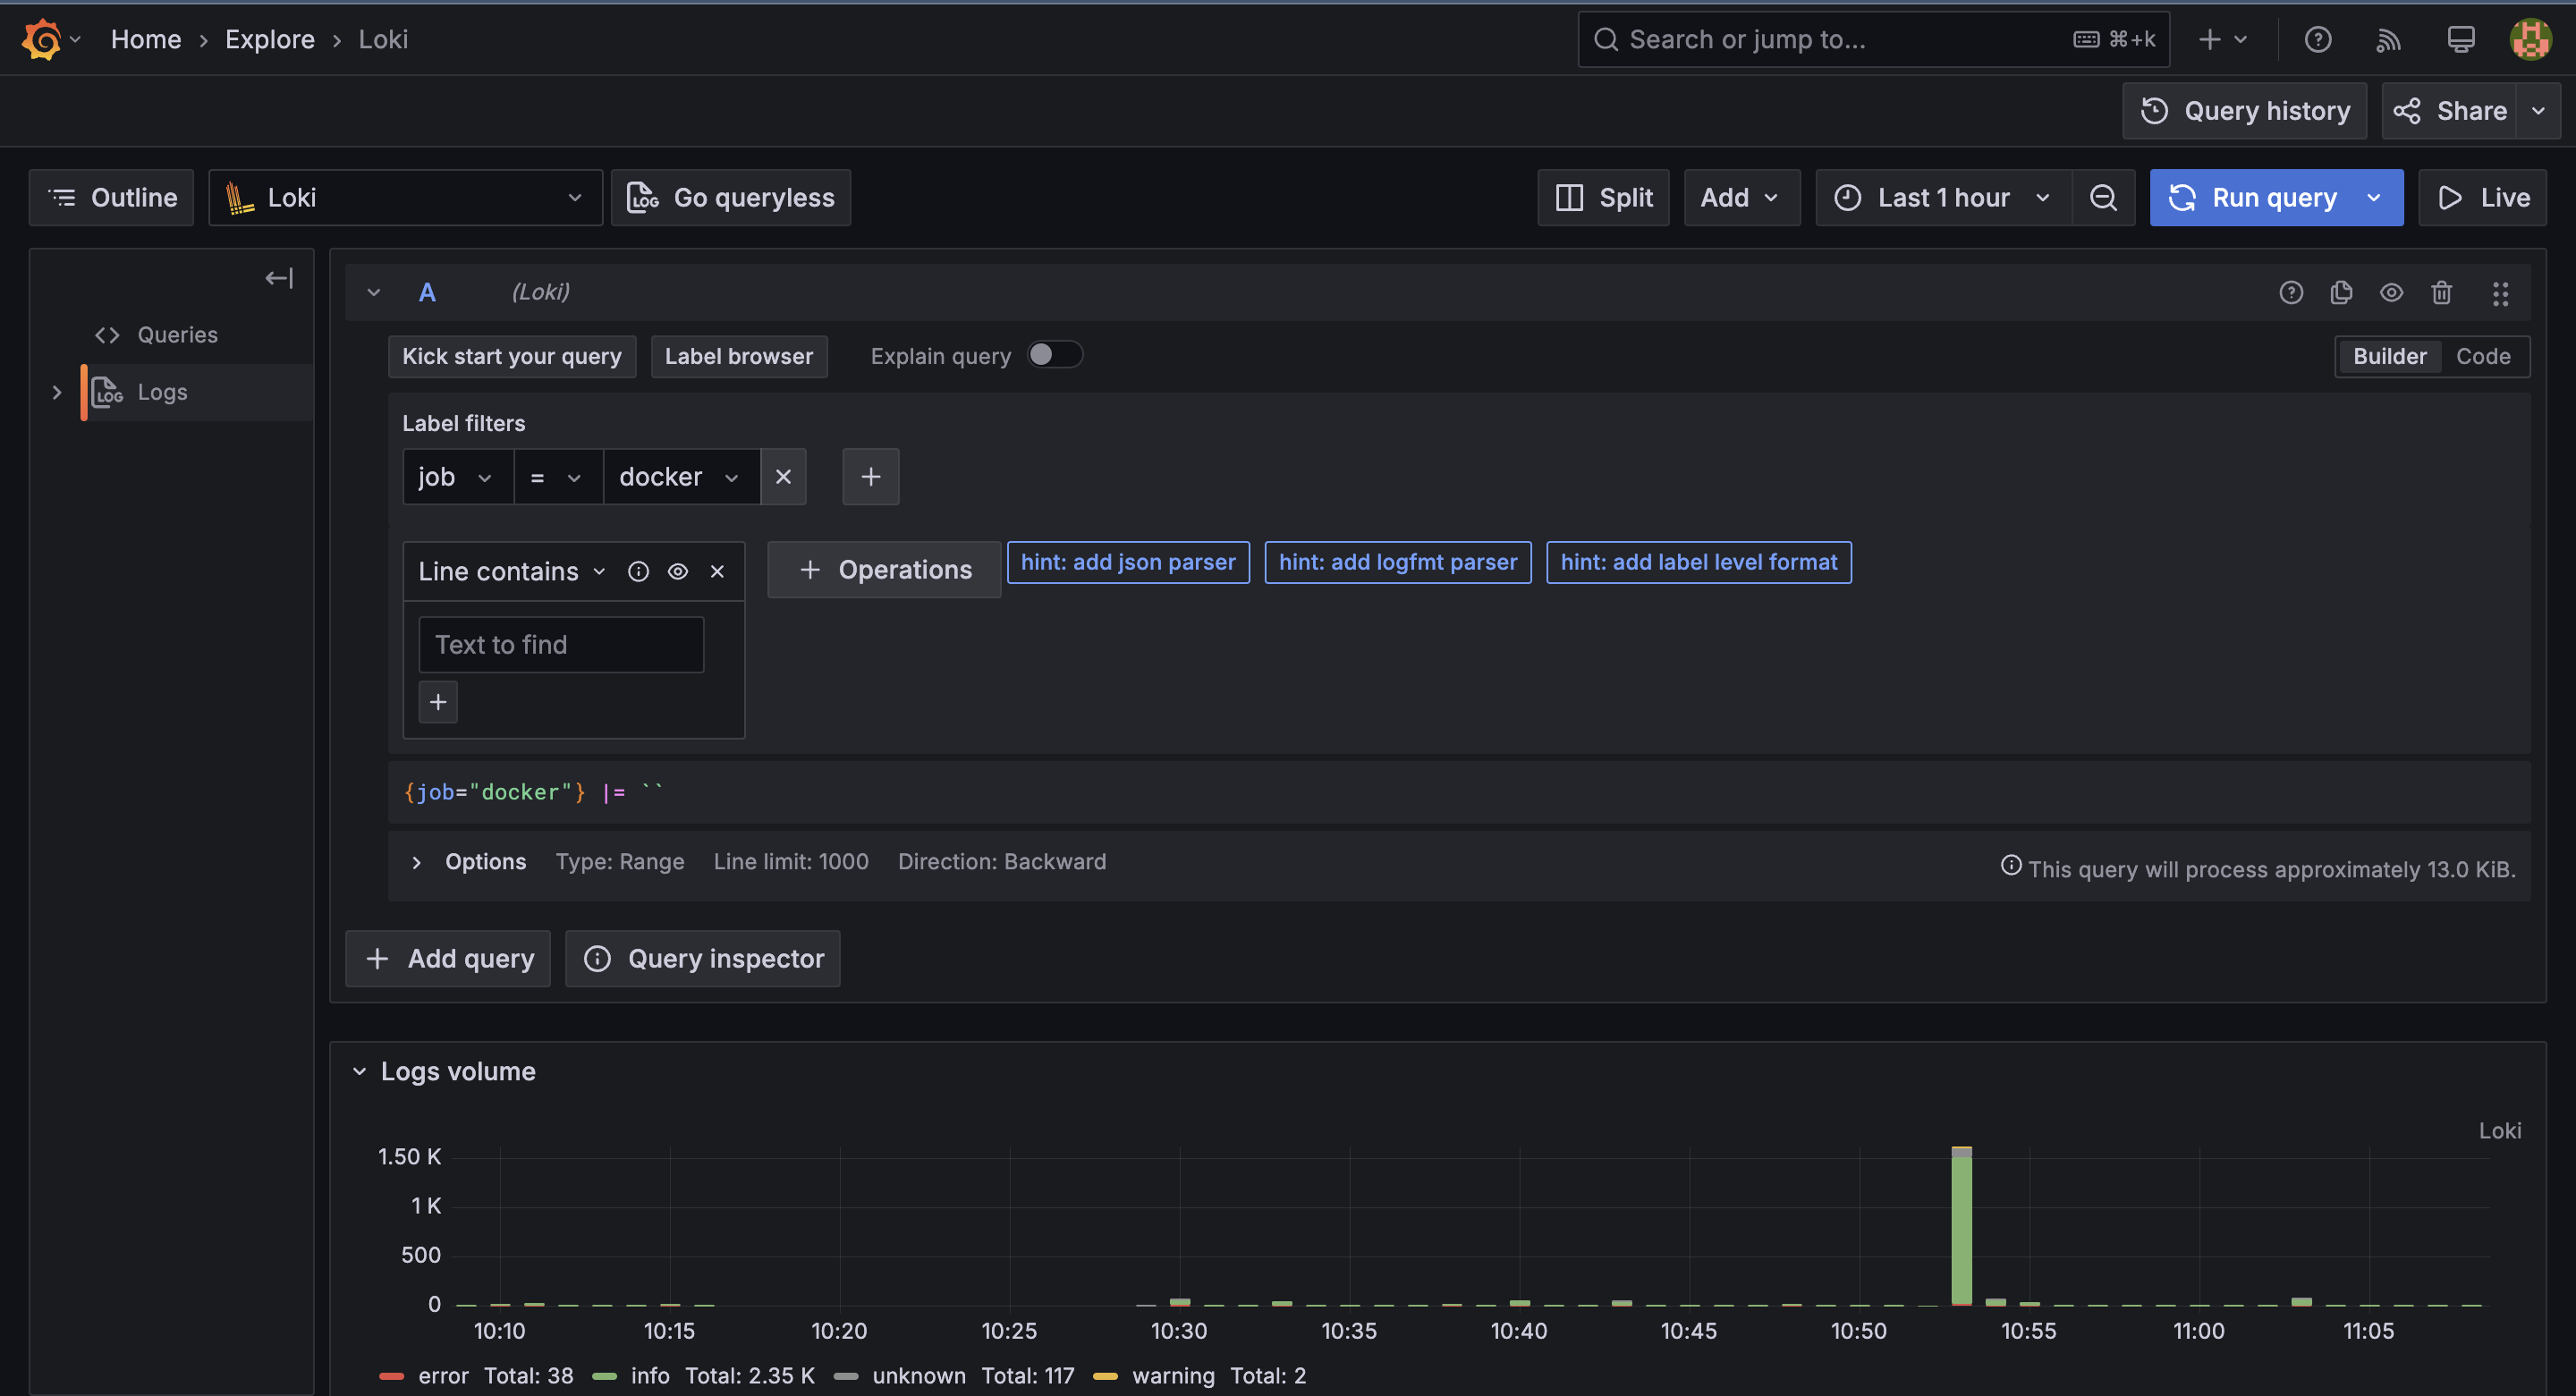 Home › Explore › Loki
Search or jump to... ⌘+k
Query history Share
Outline Loki Go queryless Split Add Last 1 hour Run query Live
A (Loki)
Queries
Logs
Kick start your query Label browser Explain query Builder Code
Label filters
job = docker
Line contains + Operations hint: add json parser hint: add logfmt parser hint: add label level format
Text to find
{job="docker"} |= ``
Options Type: Range Line limit: 1000 Direction: Backward This query will process approximately 13.0 KiB.
+ Add query Query inspector
Logs volume
Loki
1.50 K
1 K
500
0
10:10 10:15 10:20 10:25 10:30 10:35 10:40 10:45 10:50 10:55 11:00 11:05
error Total: 38 info Total: 2.35 K unknown Total: 117 warning Total: 2